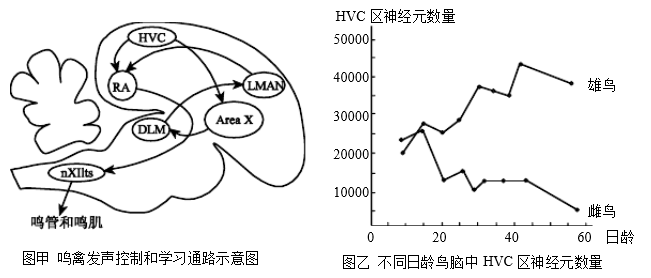 HVC
RA
LMAN
Area X
DLM
nXIIts
鸣管和鸣肌
图甲 鸣禽发声控制和学习通路示意图
HVC 区神经元数量
50000
40000
30000
20000
10000
0
20
40
60
日龄
雄鸟
雌鸟
图乙 不同日龄鸟脑中 HVC 区神经元数量